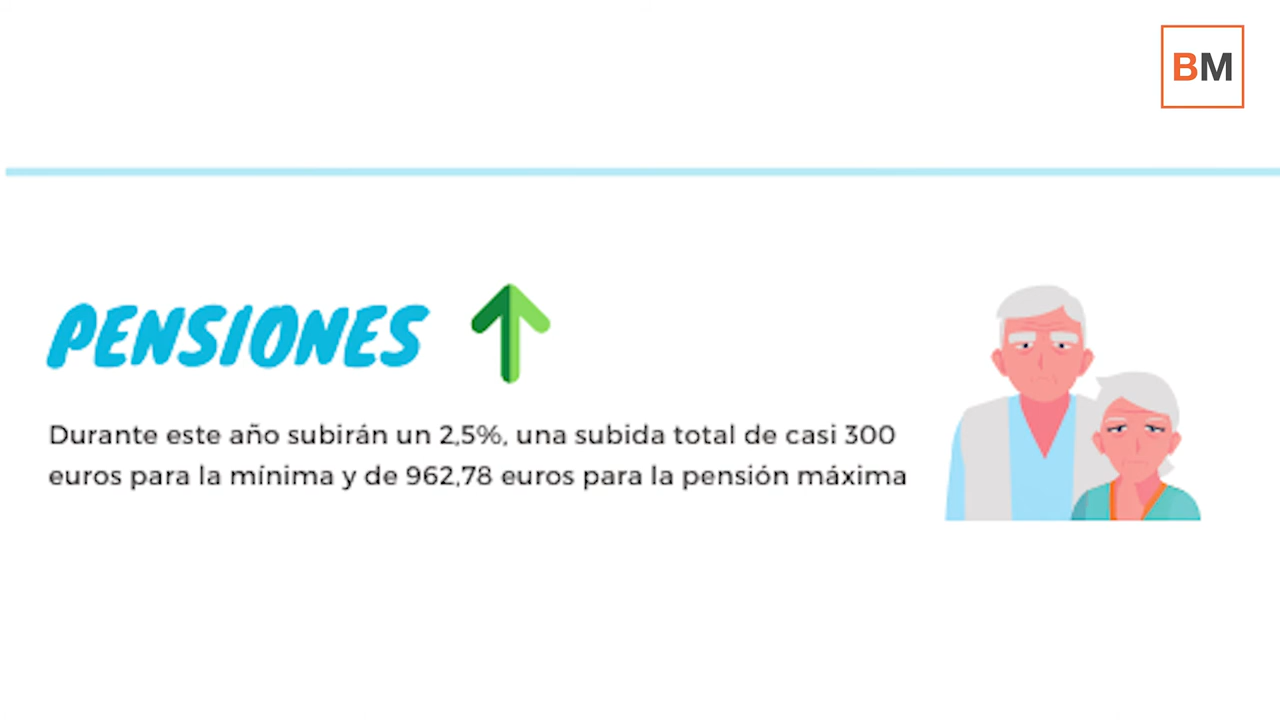 BM
PENSIONES
Durante este año subirán un 2,5%, una subida total de casi 300
euros para la mínima y de 962,78 euros para la pensión máxima